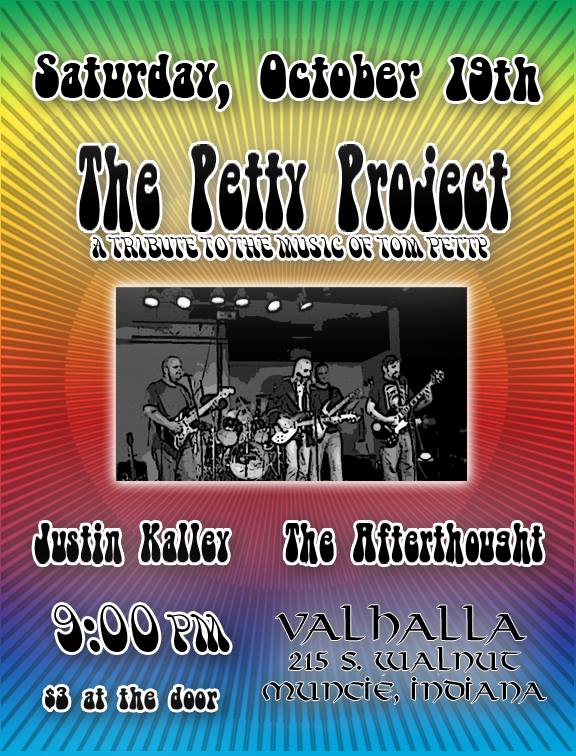 Saturday, October 19th
The Petty Project
A TRIBUTE TO THE MUSIC OF TOM PETTY
Justin Kalley The Afterthought
9:00 PM
$3 at the door
VALHALLA
215 S. WALNUT
MUNCIE, INDIANA